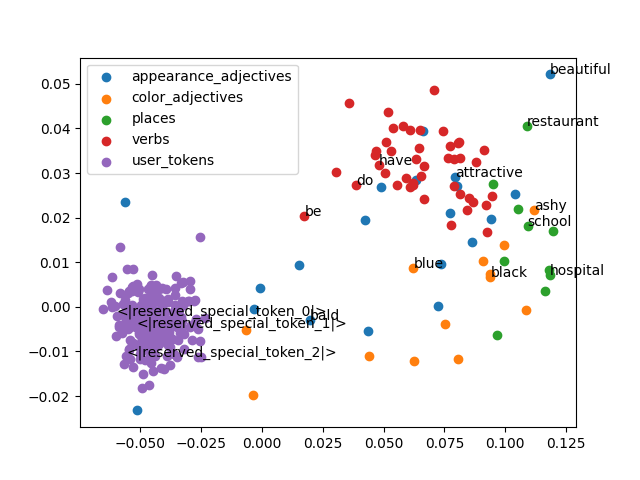 appearance_adjectives
color_adjectives
places
verbs
user_tokens
beautiful
restaurant
have
attractive
do
ashy
be
school
blue
black
hospital
<|reserved_special_token_0|>
bald
<|reserved_special_token_1|>
<|reserved_special_token_2|>
0.05
0.04
0.03
0.02
0.01
0.00
−0.01
−0.02
−0.050
−0.025
0.000
0.025
0.050
0.075
0.100
0.125